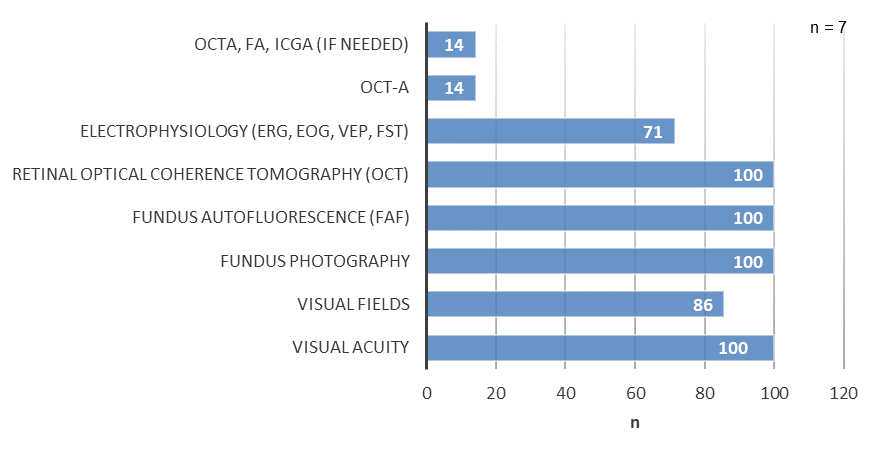 n = 7
OCTA, FA, ICGA (IF NEEDED) 14
OCT-A 14
ELECTROPHYSIOLOGY (ERG, EOG, VEP, FST) 71
RETINAL OPTICAL COHERENCE TOMOGRAPHY (OCT) 100
FUNDUS AUTOFLUORESCENCE (FAF) 100
FUNDUS PHOTOGRAPHY 100
VISUAL FIELDS 86
VISUAL ACUITY 100
0 20 40 60 80 100 120
n